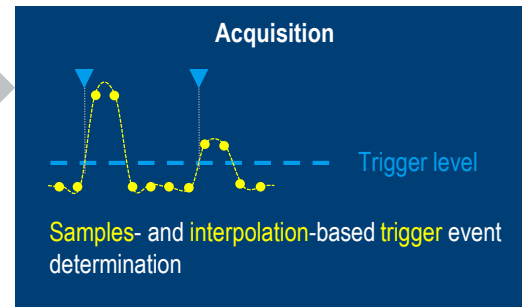 Acquisition
Trigger level
Samples- and interpolation-based trigger event
determination